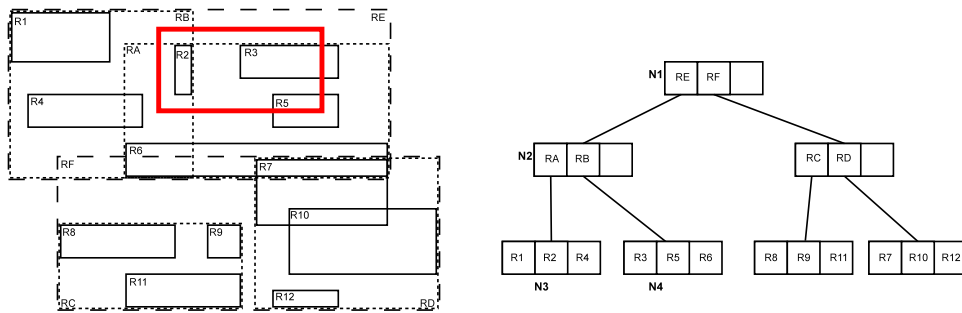 R1
RB
RE
RA
R2
R3
R4
R5
R6
RF
R7
R10
R8
R9
R11
R12
RC
RD
N1 RE RF
N2 RA RB
RC RD
R1 R2 R4
R3 R5 R6
R8 R9 R11
R7 R10 R12
N3
N4